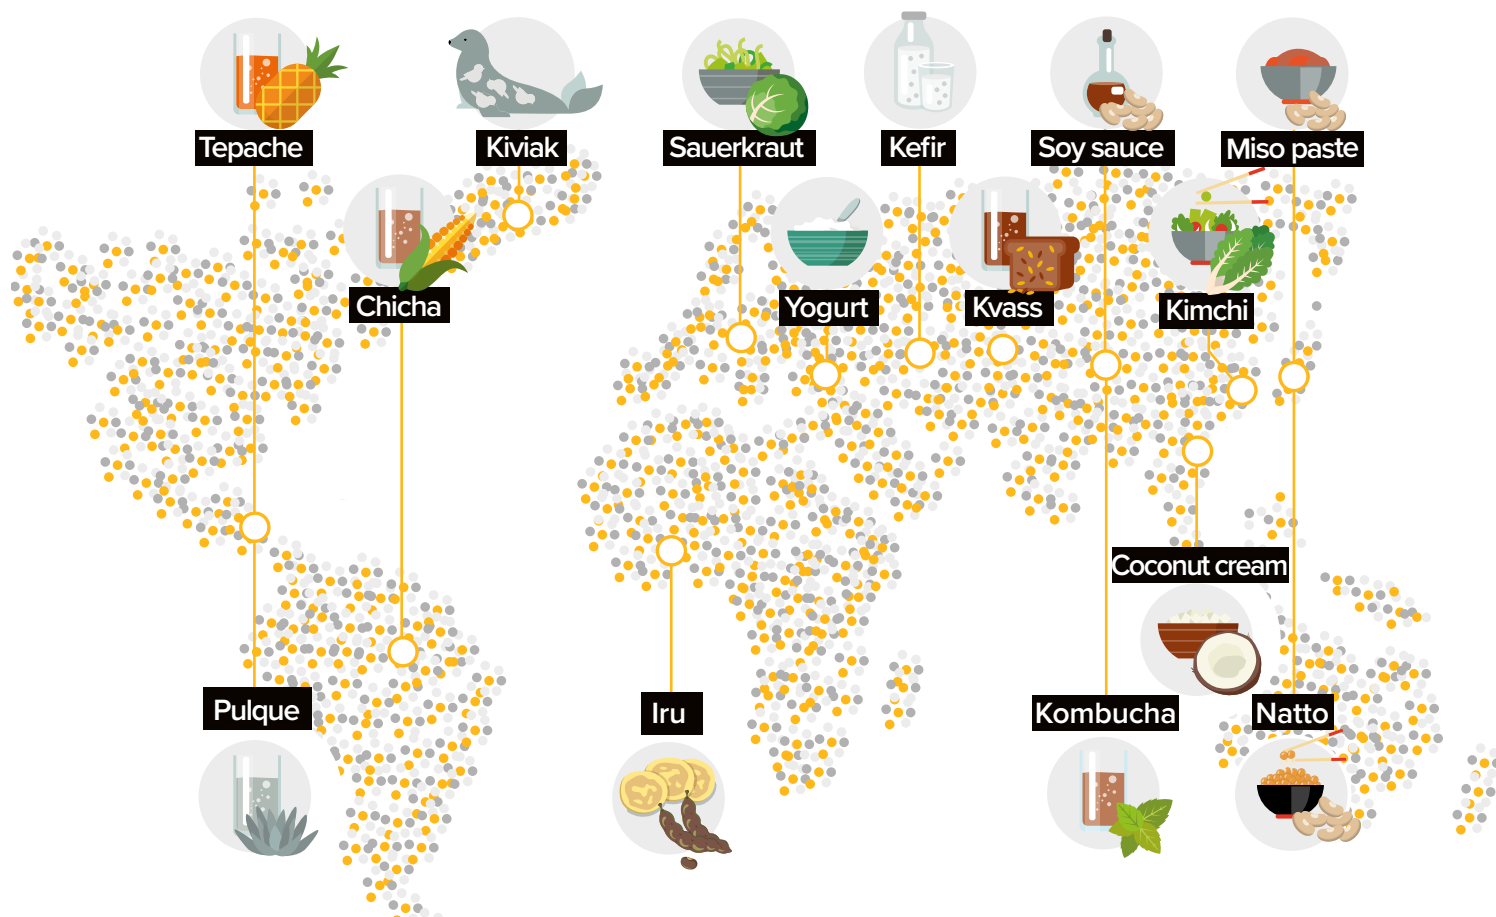 Tepache
Kiviak
Sauerkraut
Kefir
Soy sauce
Miso paste
Chicha
Yogurt
Kvass
Kimchi
Coconut cream
Pulque
Iru
Kombucha
Natto